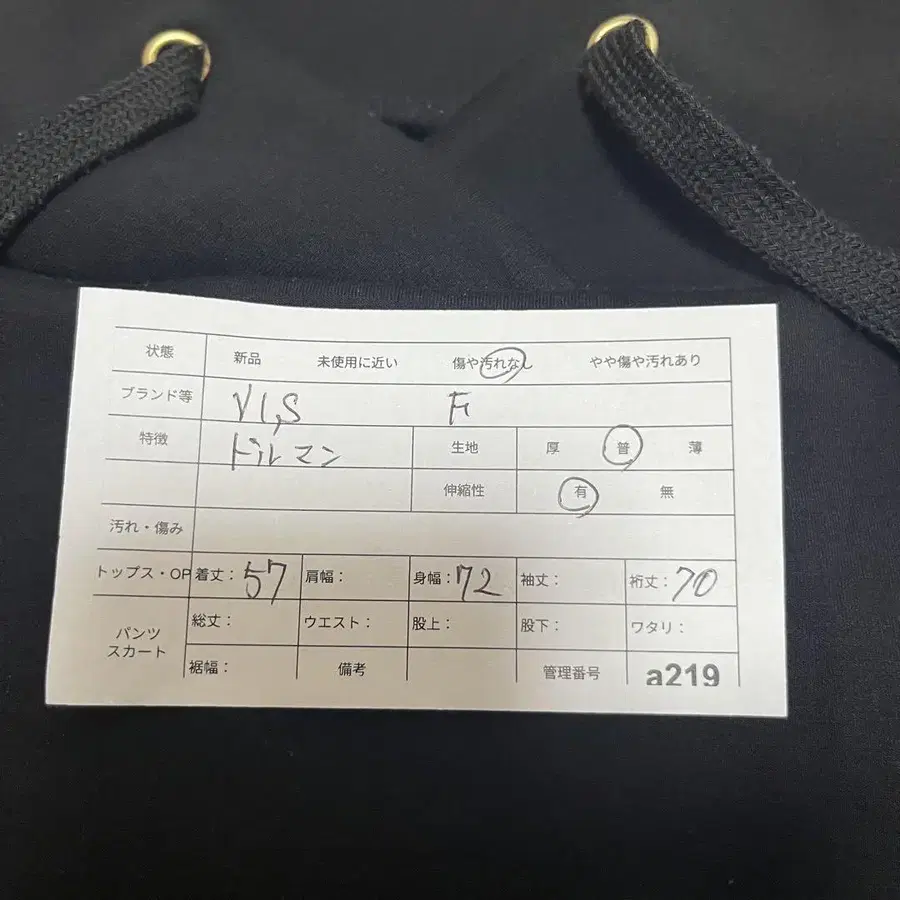 状態 新品 未使用に近い 傷や汚れなし やや傷や汚れあり
ブランド等 VIS F
特徴 ドルマン 生地 厚 普 薄
伸縮性 有 無
汚れ・傷み
トップス・OP 着丈: 57 肩幅: 身幅: 72 袖丈: 裄丈: 70
パンツ スカート 総丈: ウエスト: 股上: 股下: ワタリ:
裾幅: 備考 管理番号 a219